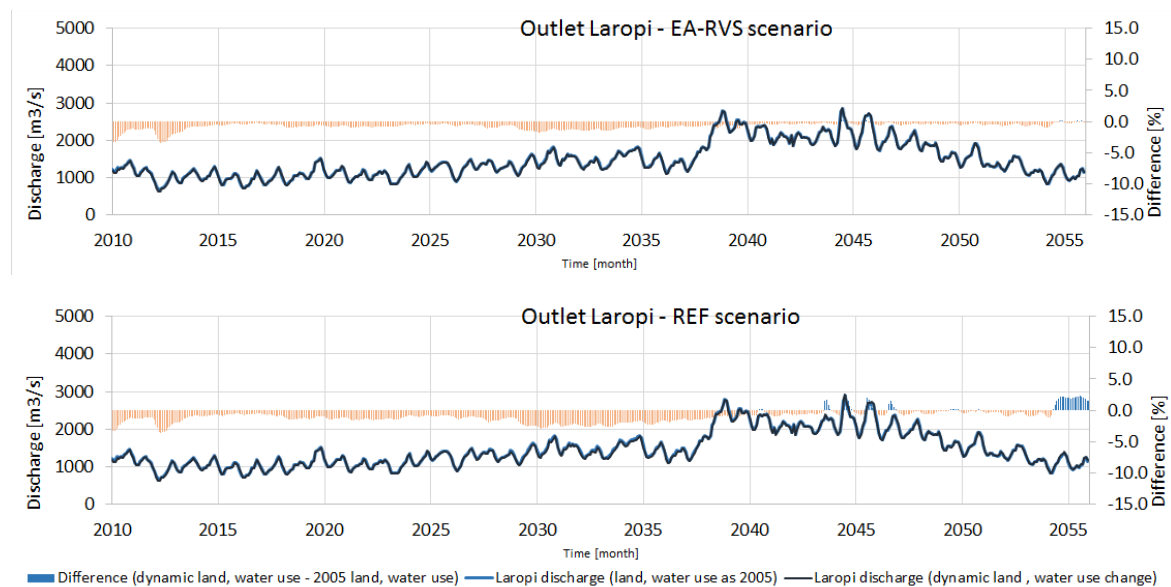 Outlet Laropi - EA-RVS scenario
Discharge [m3/s]
5000
4000
3000
2000
1000
0
15.0
10.0
5.0
0.0
-5.0
-10.0
-15.0
Difference [%]
2010 2015 2020 2025 2030 2035 2040 2045 2050 2055
Time [month]
Outlet Laropi - REF scenario
Discharge [m3/s]
5000
4000
3000
2000
1000
0
15.0
10.0
5.0
0.0
-5.0
-10.0
-15.0
Difference [%]
2010 2015 2020 2025 2030 2035 2040 2045 2050 2055
Time [month]
Difference (dynamic land, water use - 2005 land, water use) Laropi discharge (land, water use as 2005) Laropi discharge (dynamic land , water use change)